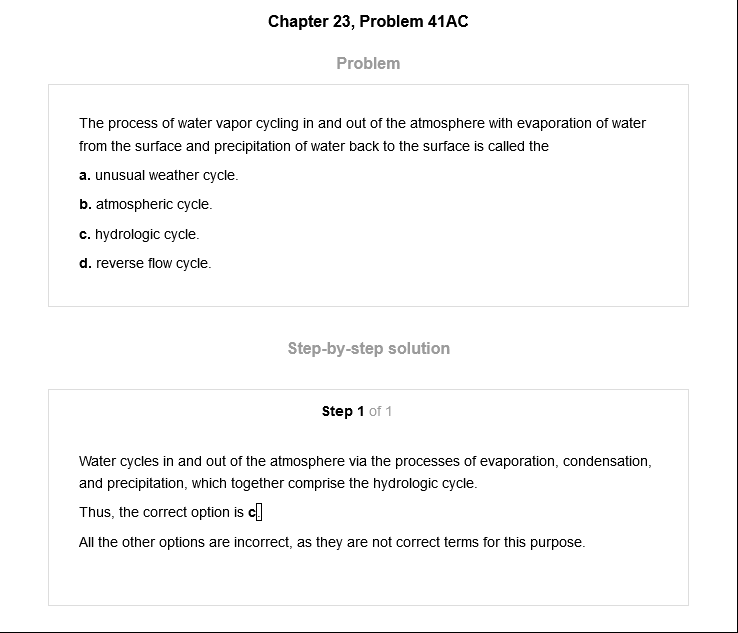 Chapter 23, Problem 41AC
Problem
The process of water vapor cycling in and out of the atmosphere with evaporation of water
from the surface and precipitation of water back to the surface is called the
a. unusual weather cycle.
b. atmospheric cycle.
c. hydrologic cycle.
d. reverse flow cycle.
Step-by-step solution
Step 1 of 1
Water cycles in and out of the atmosphere via the processes of evaporation, condensation,
and precipitation, which together comprise the hydrologic cycle.
Thus, the correct option is c.
All the other options are incorrect, as they are not correct terms for this purpose.